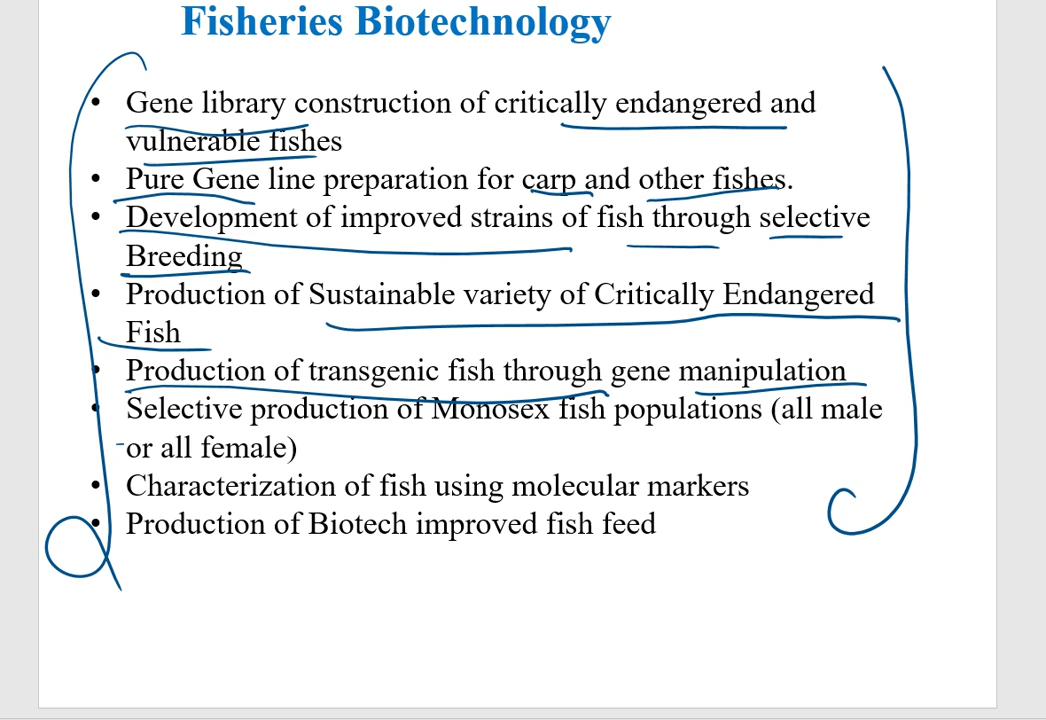 Fisheries Biotechnology
• Gene library construction of critically endangered and
vulnerable fishes
• Pure Gene line preparation for carp and other fishes.
• Development of improved strains of fish through selective
Breeding
• Production of Sustainable variety of Critically Endangered
Fish
• Production of transgenic fish through gene manipulation
• Selective production of Monosex fish populations (all male
or all female)
• Characterization of fish using molecular markers
• Production of Biotech improved fish feed